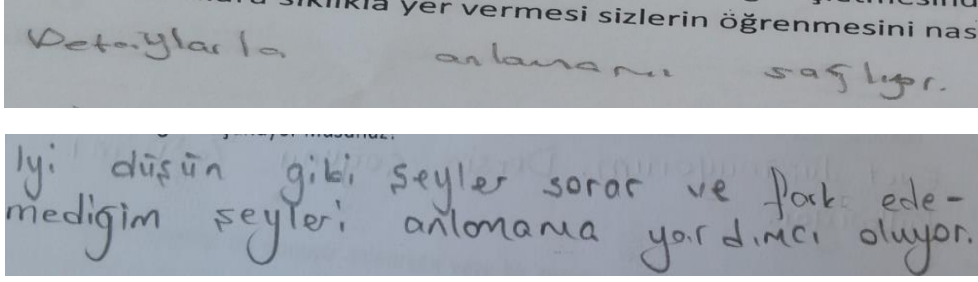 sıklıkla yer vermesi sizlerin öğrenmesini nas
Detaylarla anlamamı sağlıyor.
İyi düşün gibi şeyler sorar ve fark ede-
mediğim şeyleri anlamama yardımcı oluyor.